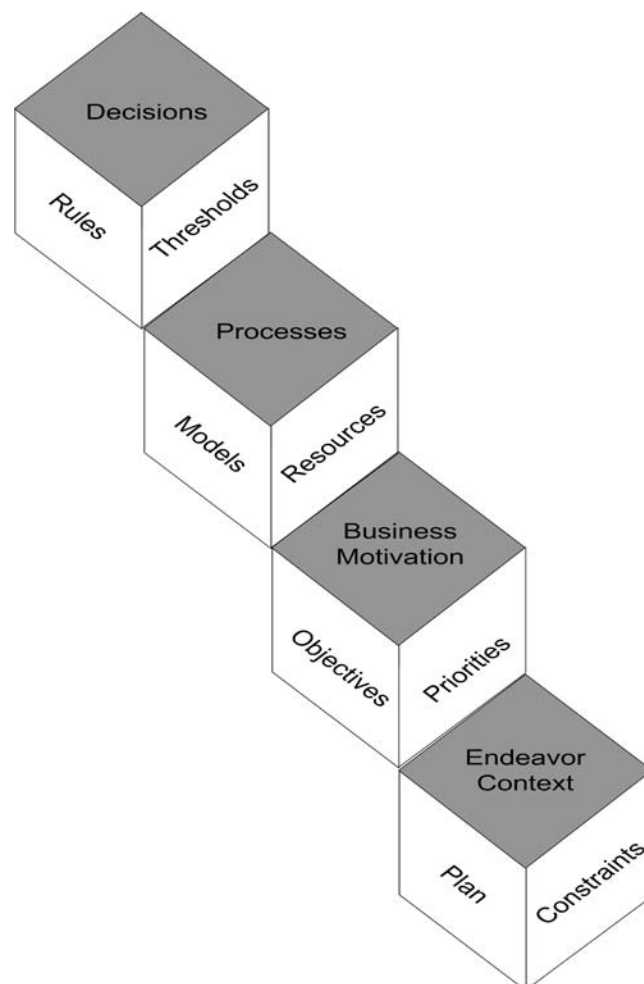 Decisions
Rules
Thresholds
Processes
Models
Resources
Business
Motivation
Objectives
Priorities
Endeavor
Context
Plan
Constraints